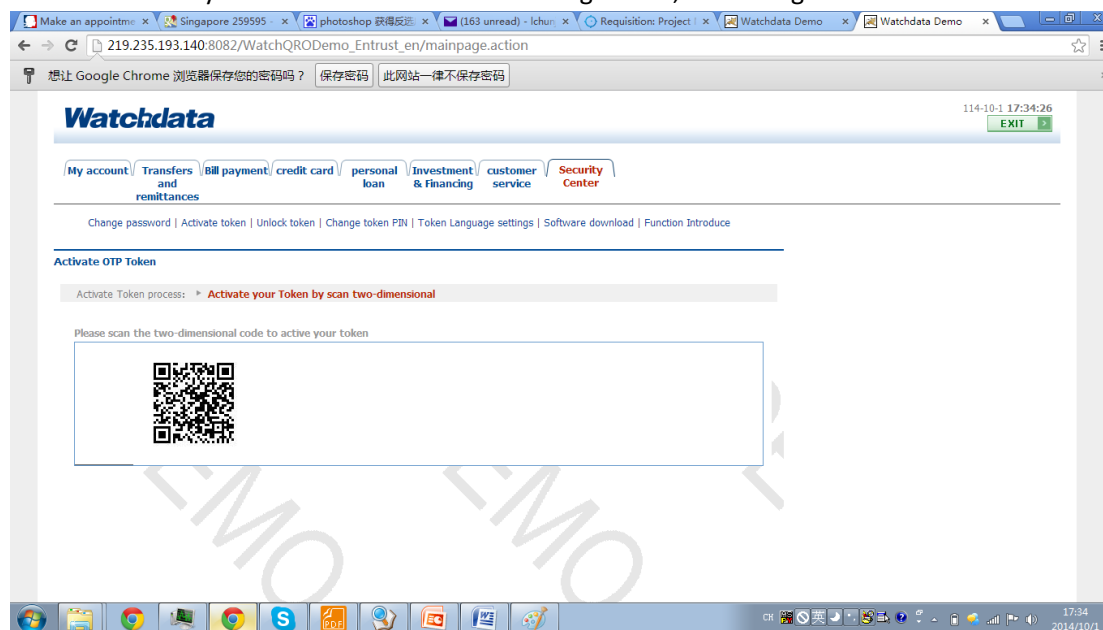 Make an appointme
Singapore 259595 -
photoshop 获得反选
(163 unread) - lchun
Requisition: Project
Watchdata Demo
Watchdata Demo
219.235.193.140:8082/WatchQRODemo_Entrust_en/mainpage.action
想让 Google Chrome 浏览器保存您的密码吗？ 保存密码 此网站一律不保存密码
Watchdata
114-10-1 17:34:26
EXIT
My account
Transfers and remittances
Bill payment
credit card
personal loan
Investment & Financing
customer service
Security Center
Change password | Activate token | Unlock token | Change token PIN | Token Language settings | Software download | Function Introduce
Activate OTP Token
Activate Token process: Activate your Token by scan two-dimensional
Please scan the two-dimensional code to active your token
DEMO
DEMO
CH 英
17:34
2014/10/1